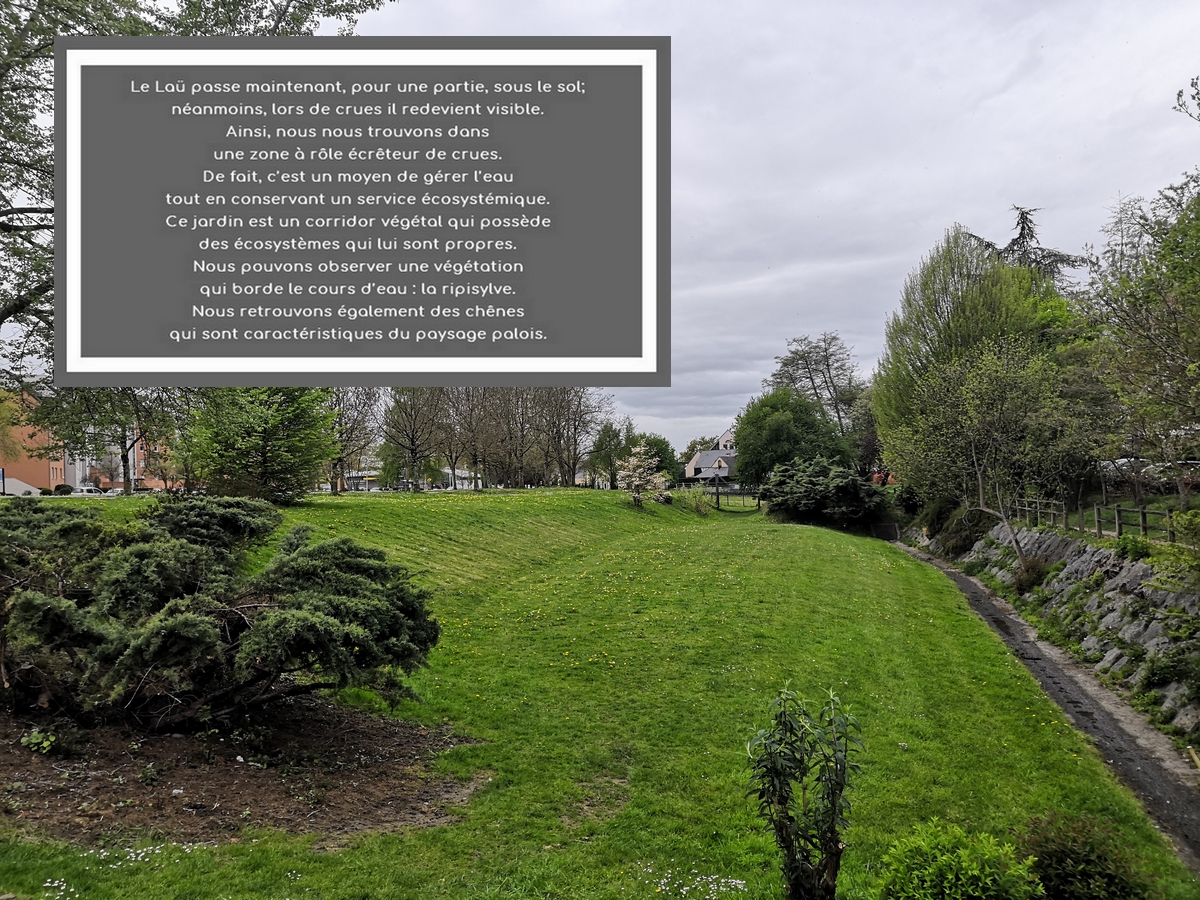 Le Laü passe maintenant, pour une partie, sous le sol;
néanmoins, lors de crues il redevient visible.
Ainsi, nous nous trouvons dans
une zone à rôle écrêteur de crues.
De fait, c'est un moyen de gérer l'eau
tout en conservant un service écosystémique.
Ce jardin est un corridor végétal qui possède
des écosystèmes qui lui sont propres.
Nous pouvons observer une végétation
qui borde le cours d'eau : la ripisylve.
Nous retrouvons également des chênes
qui sont caractéristiques du paysage palois.